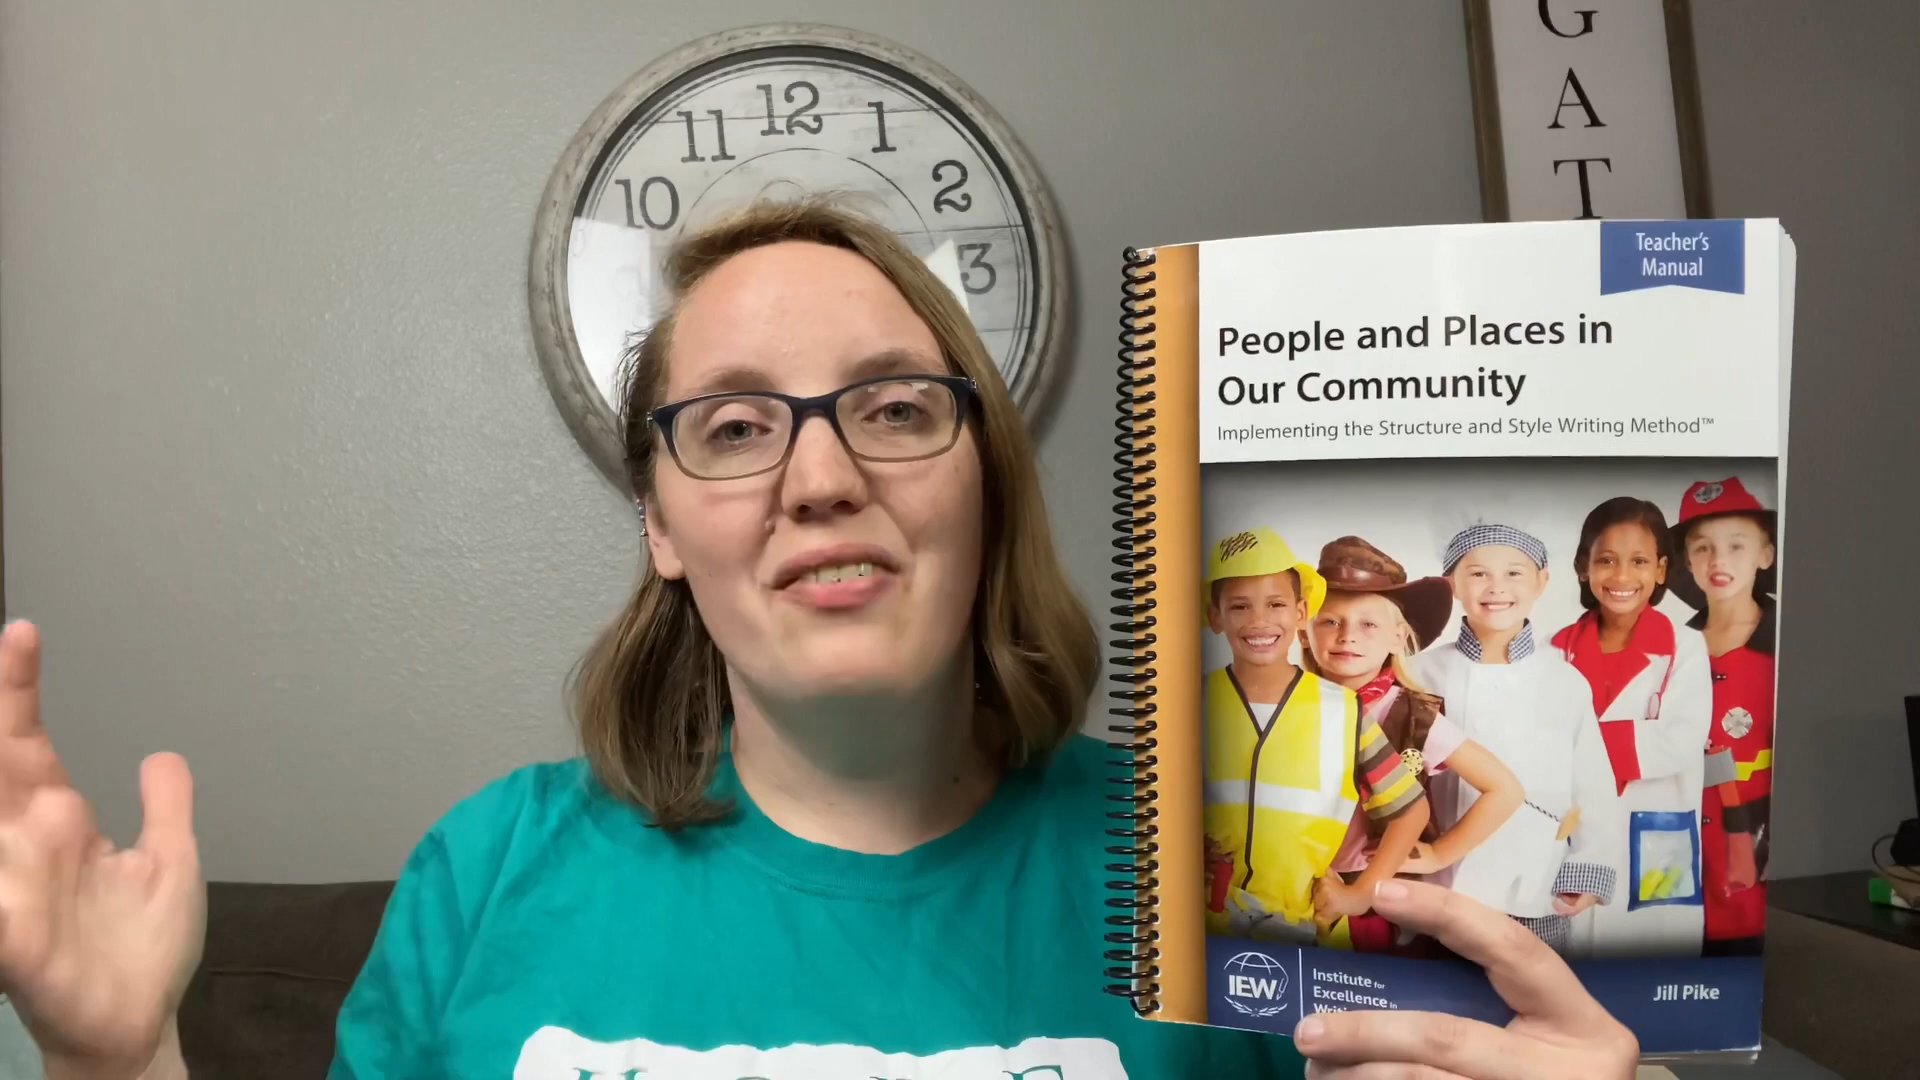 G
A
T
12
11
1
10
2
3
Teacher's
Manual
People and Places in
Our Community
Implementing the Structure and Style Writing Method™
IEW
Institute for
Excellence in
Jill Pike